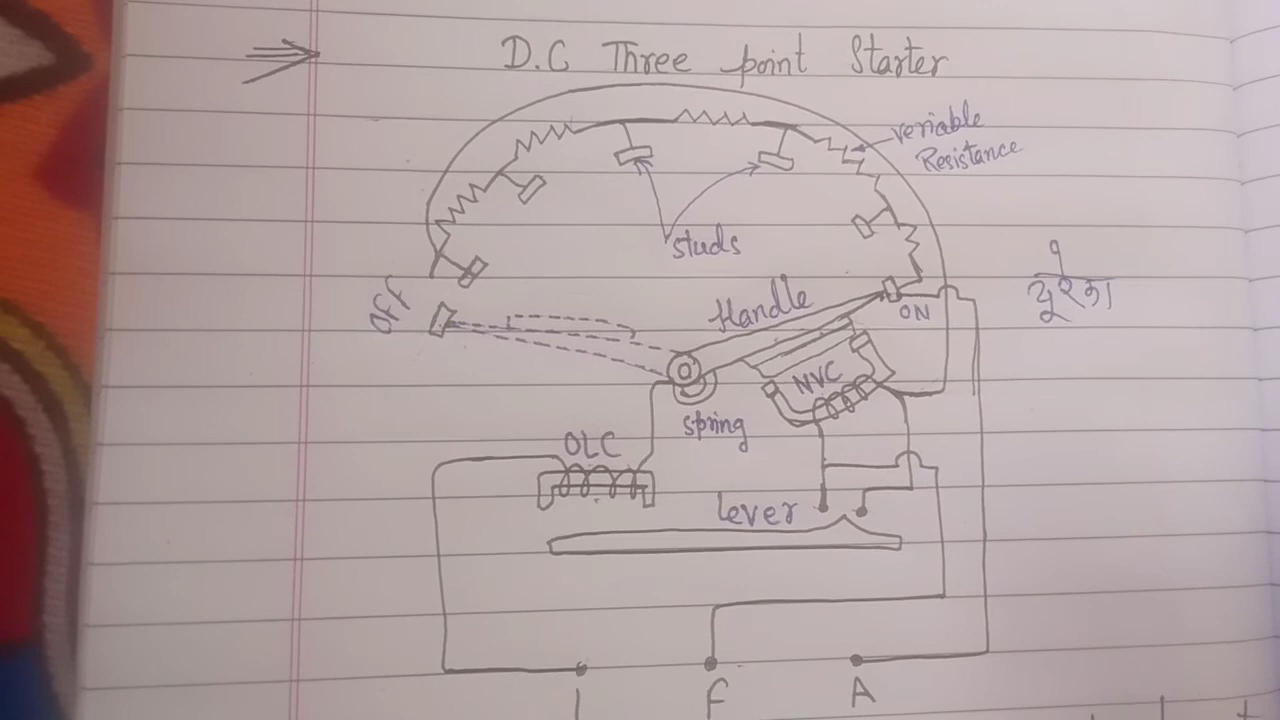 D.C Three point Starter
veriable
Resistance
studs
OFF
Handle
ON
NVC
spring
OLC
lever
F A